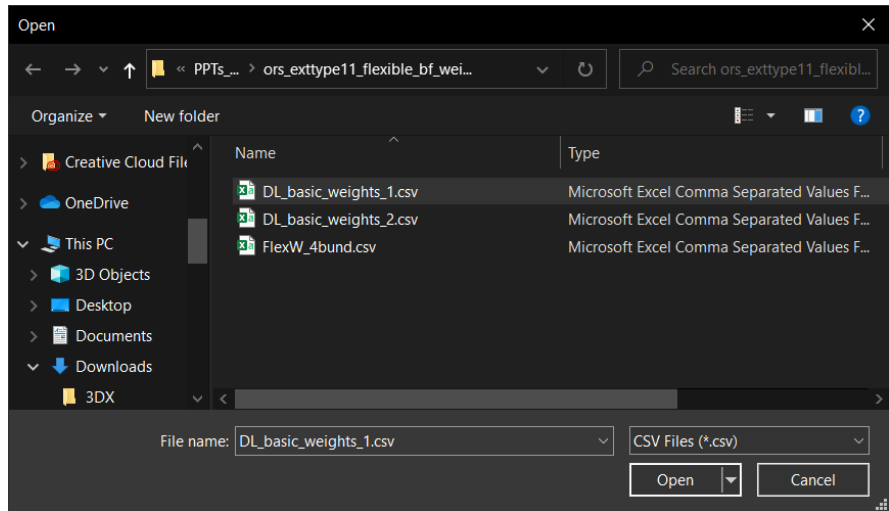 Open
« PPTs_... > ors_exttype11_flexible_bf_wei...
Search ors_exttype11_flexibl...
Organize
New folder
?
Name
Type
Creative Cloud File
OneDrive
This PC
3D Objects
Desktop
Documents
Downloads
3DX
DL_basic_weights_1.csv Microsoft Excel Comma Separated Values F...
DL_basic_weights_2.csv Microsoft Excel Comma Separated Values F...
FlexW_4bund.csv Microsoft Excel Comma Separated Values F...
File name: DL_basic_weights_1.csv
CSV Files (*.csv)
Open
Cancel